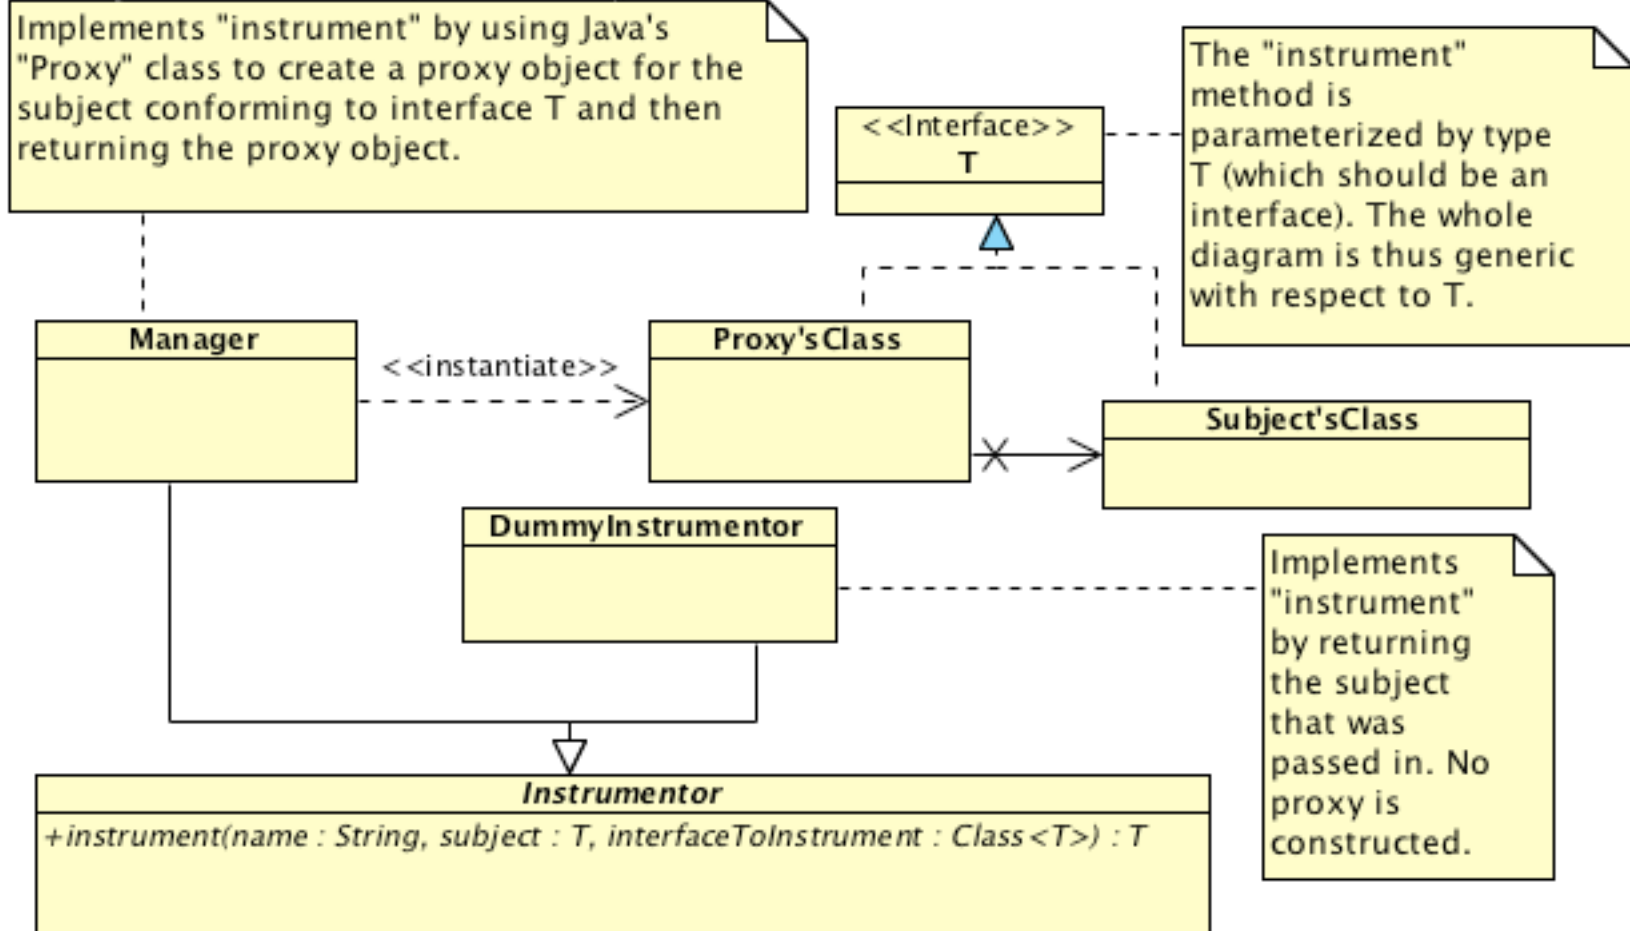 Implements "instrument" by using Java's
"Proxy" class to create a proxy object for the
subject conforming to interface T and then
returning the proxy object.
The "instrument"
method is
parameterized by type
T (which should be an
interface). The whole
diagram is thus generic
with respect to T.
<<Interface>>
T
Manager
<<instantiate>>
Proxy'sClass
Subject'sClass
DummyInstrumentor
Implements
"instrument"
by returning
the subject
that was
passed in. No
proxy is
constructed.
Instrumentor
+instrument(name : String, subject : T, interfaceToInstrument : Class<T>) : T